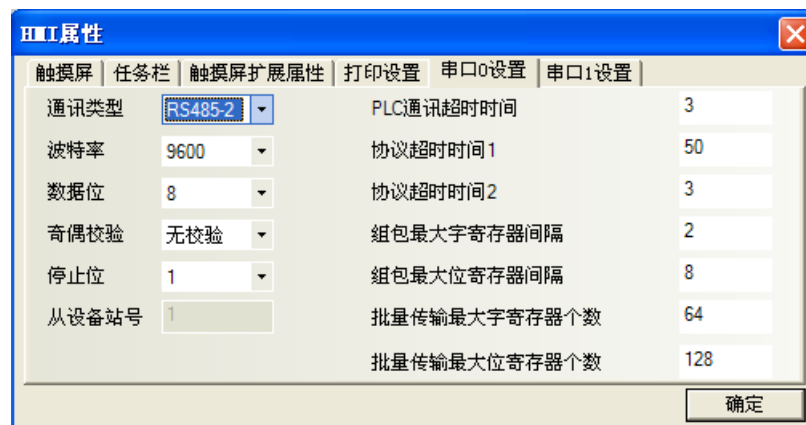 HMI属性
触摸屏 任务栏 触摸屏扩展属性 打印设置 串口0设置 串口1设置
通讯类型 RS485-2 PLC通讯超时时间 3
波特率 9600 协议超时时间1 50
数据位 8 协议超时时间2 3
奇偶校验 无校验 组包最大字寄存器间隔 2
停止位 1 组包最大位寄存器间隔 8
从设备站号 1 批量传输最大字寄存器个数 64
批量传输最大位寄存器个数 128
确定